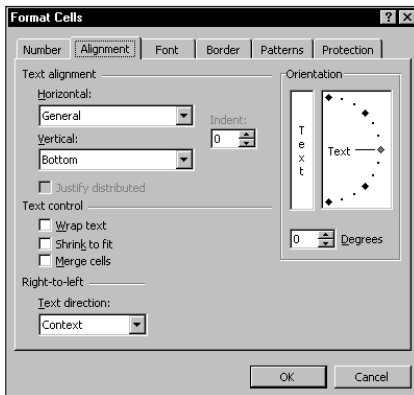 Format Cells
Number Alignment Font Border Patterns Protection
Text alignment
Horizontal:
General
Indent:
0
Vertical:
Bottom
Justify distributed
Text control
Wrap text
Shrink to fit
Merge cells
Right-to-left
Text direction:
Context
Orientation
Text
Text
0 Degrees
OK Cancel